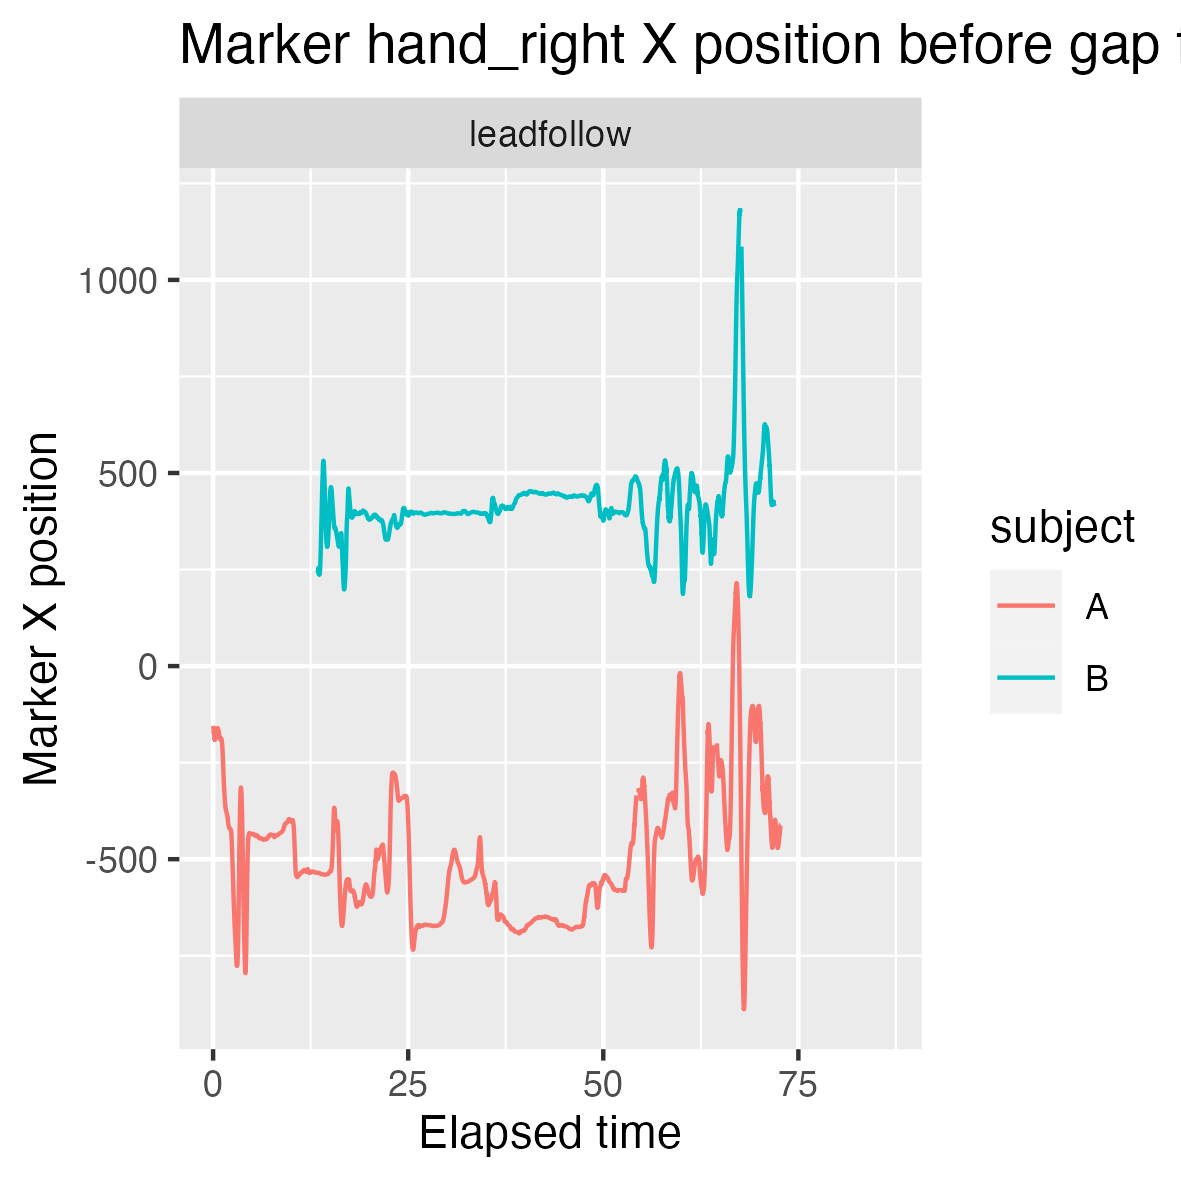 Marker hand_right X position before gap
leadfollow
1000
500
0
-500
Marker X position
0 25 50 75
Elapsed time
subject
A
B